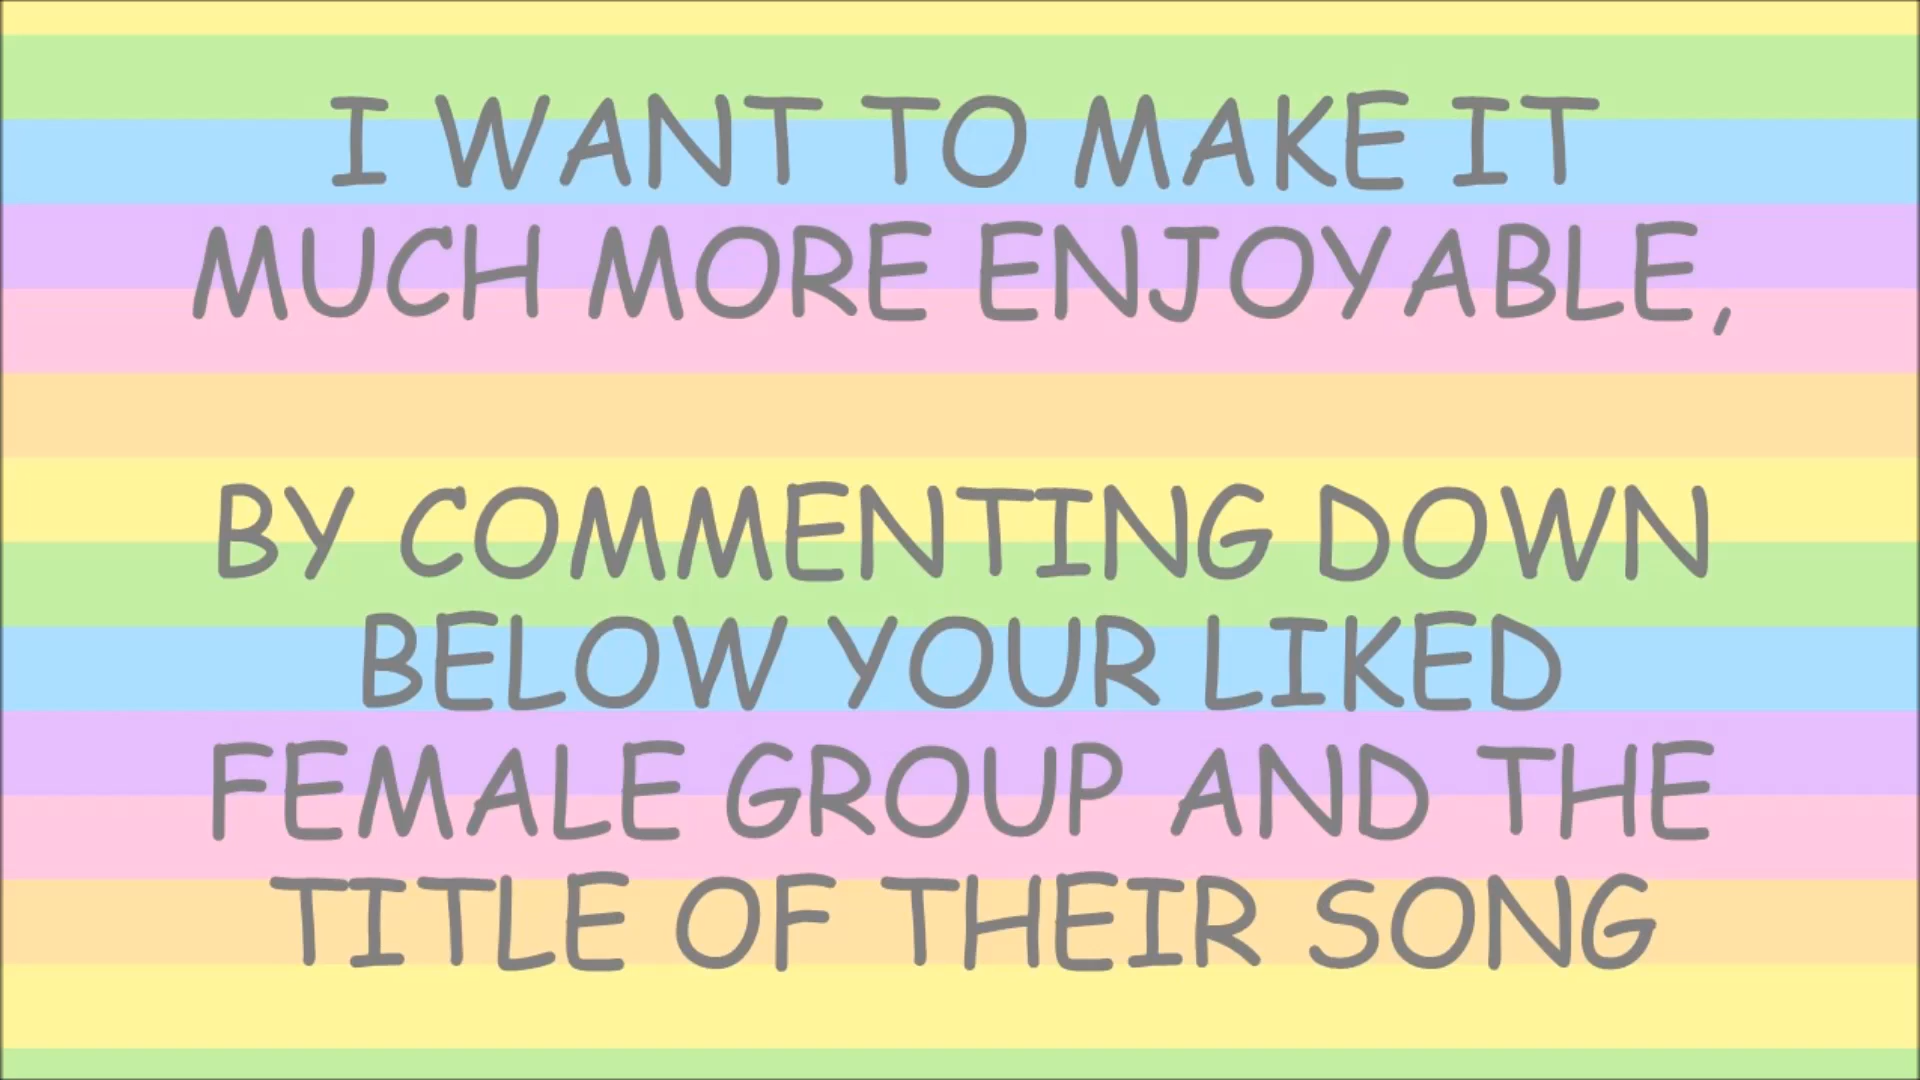 I WANT TO MAKE IT
MUCH MORE ENJOYABLE,
BY COMMENTING DOWN
BELOW YOUR LIKED
FEMALE GROUP AND THE
TITLE OF THEIR SONG